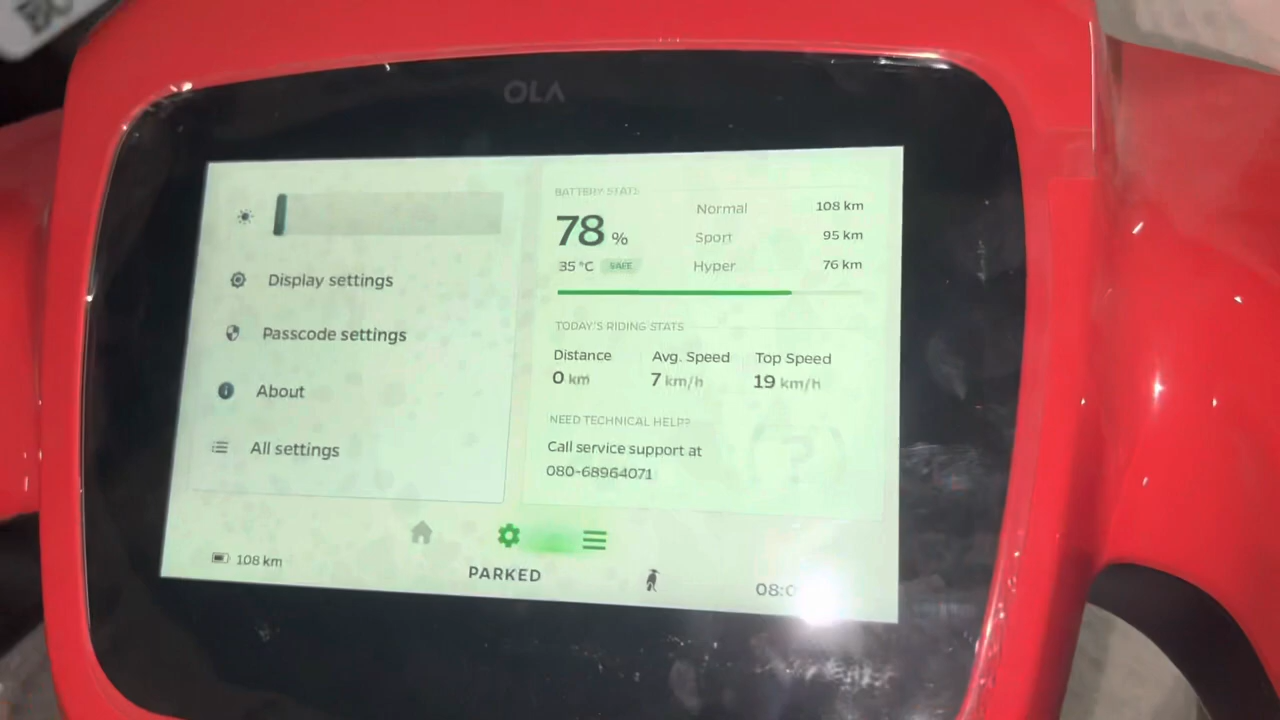 OLA
Display settings
Passcode settings
About
All settings
BATTERY STATS
78 %
35 °C SAFE
Normal 108 km
Sport 95 km
Hyper 76 km
TODAY'S RIDING STATS
Distance Avg. Speed Top Speed
0 km 7 km/h 19 km/h
NEED TECHNICAL HELP?
Call service support at
080-68964071
(?)
108 km
PARKED
08:0